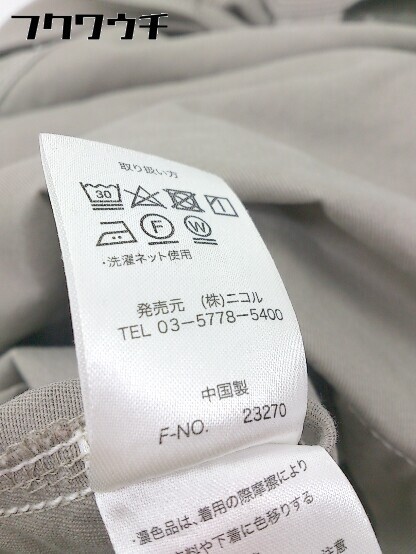 フクワウチ
取り扱い方
30
F W
・洗濯ネット使用
発売元 (株)ニコル
TEL 03-5778-5400
中国製
F-NO. 23270
・濃色品は、着用の際摩擦により
や下着に色移りする
注意